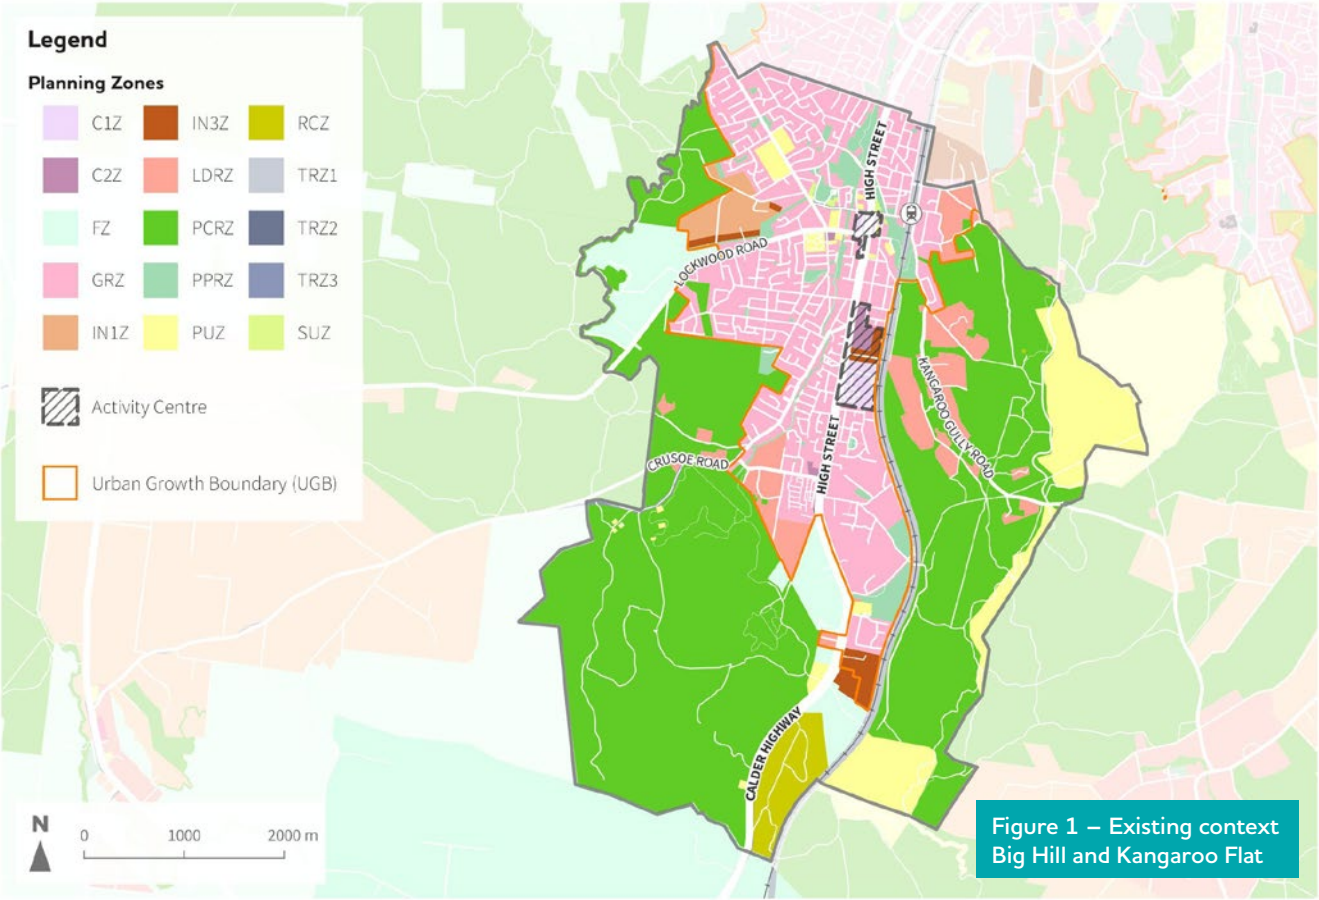 Legend
Planning Zones
C1Z
IN3Z
RCZ
C2Z
LDRZ
TRZ1
FZ
PCRZ
TRZ2
GRZ
PPRZ
TRZ3
IN1Z
PUZ
SUZ
Activity Centre
Urban Growth Boundary (UGB)
HIGH STREET
LOCKWOOD ROAD
KANGAROO GULLY ROAD
HIGH STREET
CRUSOE ROAD
CALDER HIGHWAY
N
0 1000 2000 m
Figure 1 – Existing context
Big Hill and Kangaroo Flat